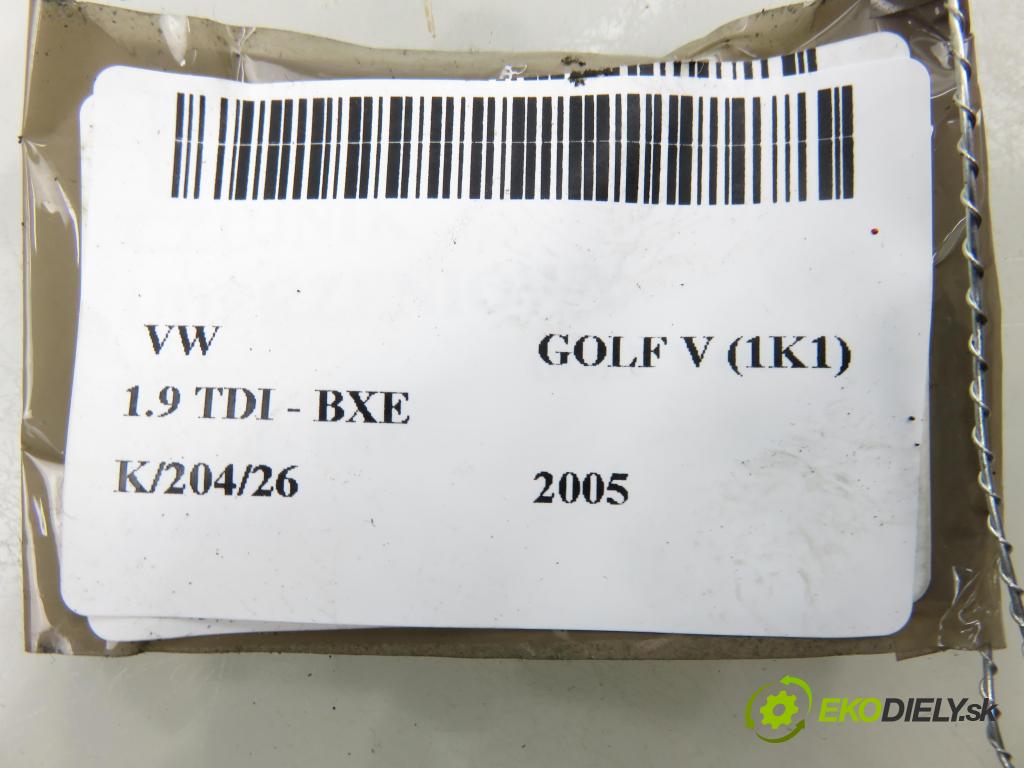 VW GOLF V (1K1)
1.9 TDI - BXE
K/204/26 2005
EKODIELY.sk